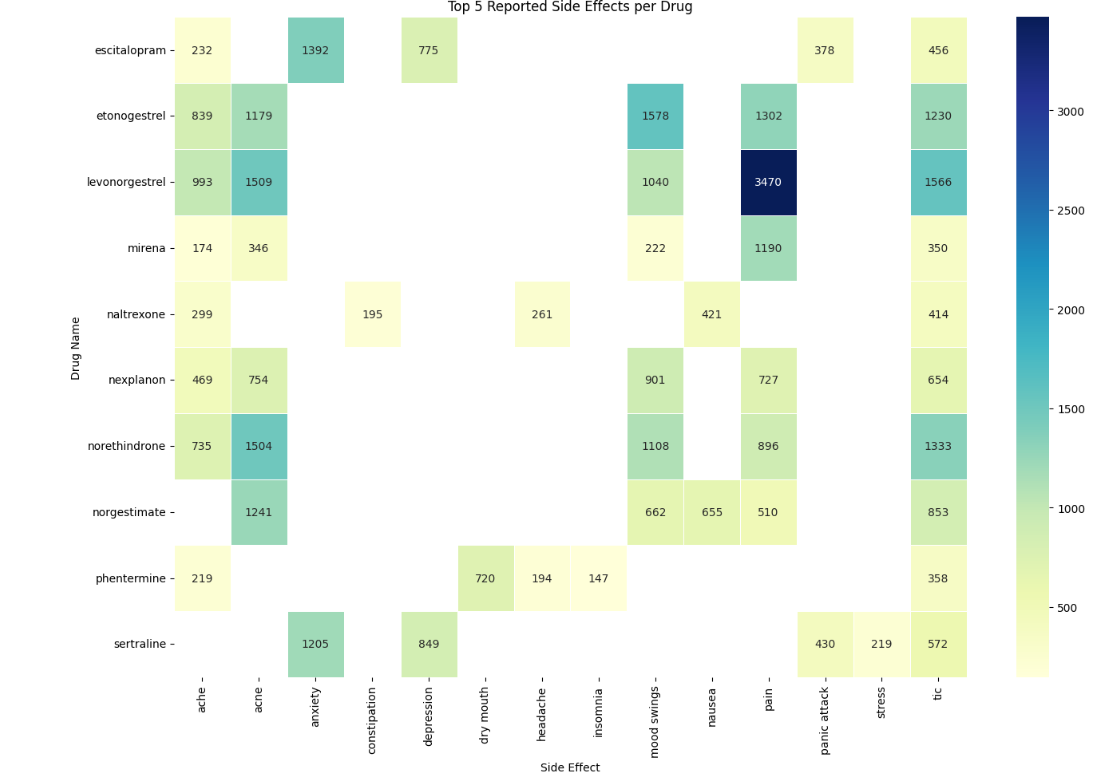 Top 5 Reported Side Effects per Drug
escitalopram 232 1392 775 378 456
etonogestrel 839 1179 1578 1302 1230
levonorgestrel 993 1509 1040 3470 1566
mirena 174 346 222 1190 350
naltrexone 299 195 261 421 414
nexplanon 469 754 901 727 654
norethindrone 735 1504 1108 896 1333
norgestimate 1241 662 655 510 853
phentermine 219 720 194 147 358
sertraline 1205 849 430 219 572
Drug Name
ache
acne
anxiety
constipation
depression
dry mouth
headache
insomnia
mood swings
nausea
pain
panic attack
stress
tic
Side Effect
3000
2500
2000
1500
1000
500